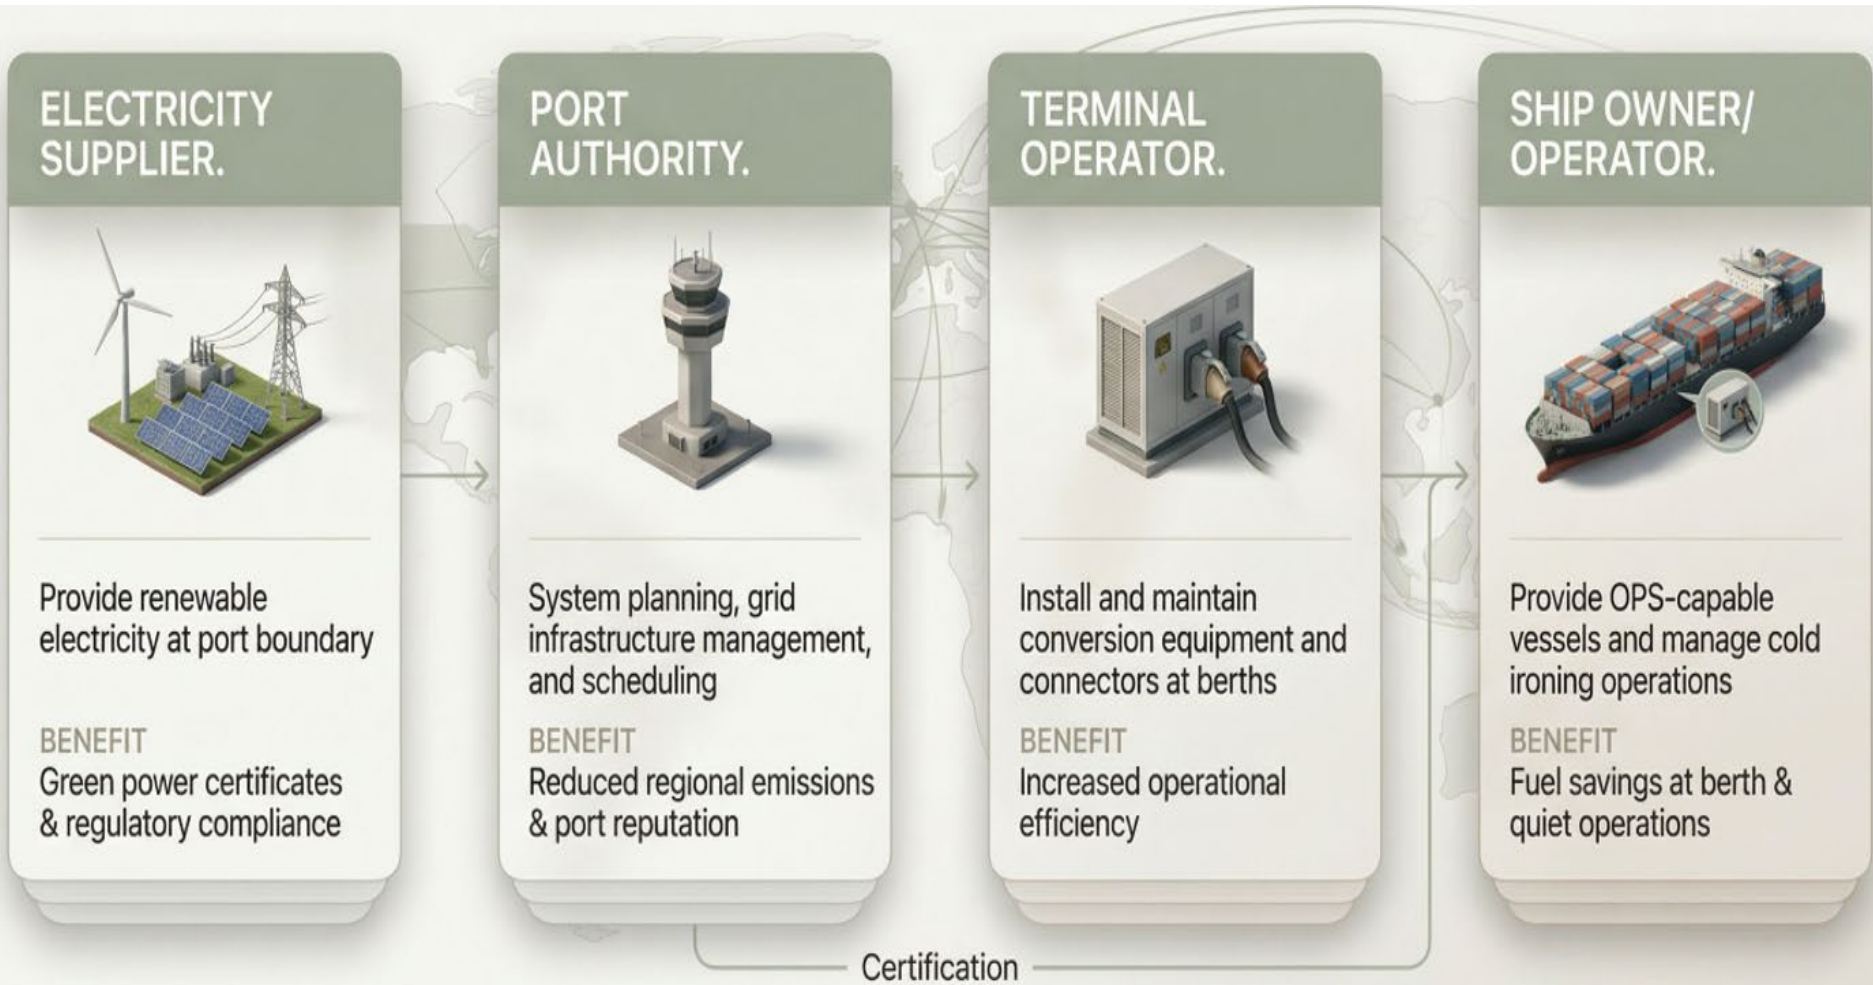 ELECTRICITY
SUPPLIER.
Provide renewable
electricity at port boundary
BENEFIT
Green power certificates
& regulatory compliance
PORT
AUTHORITY.
System planning, grid
infrastructure management,
and scheduling
BENEFIT
Reduced regional emissions
& port reputation
TERMINAL
OPERATOR.
Install and maintain
conversion equipment and
connectors at berths
BENEFIT
Increased operational
efficiency
SHIP OWNER/
OPERATOR.
Provide OPS-capable
vessels and manage cold
ironing operations
BENEFIT
Fuel savings at berth &
quiet operations
Certification